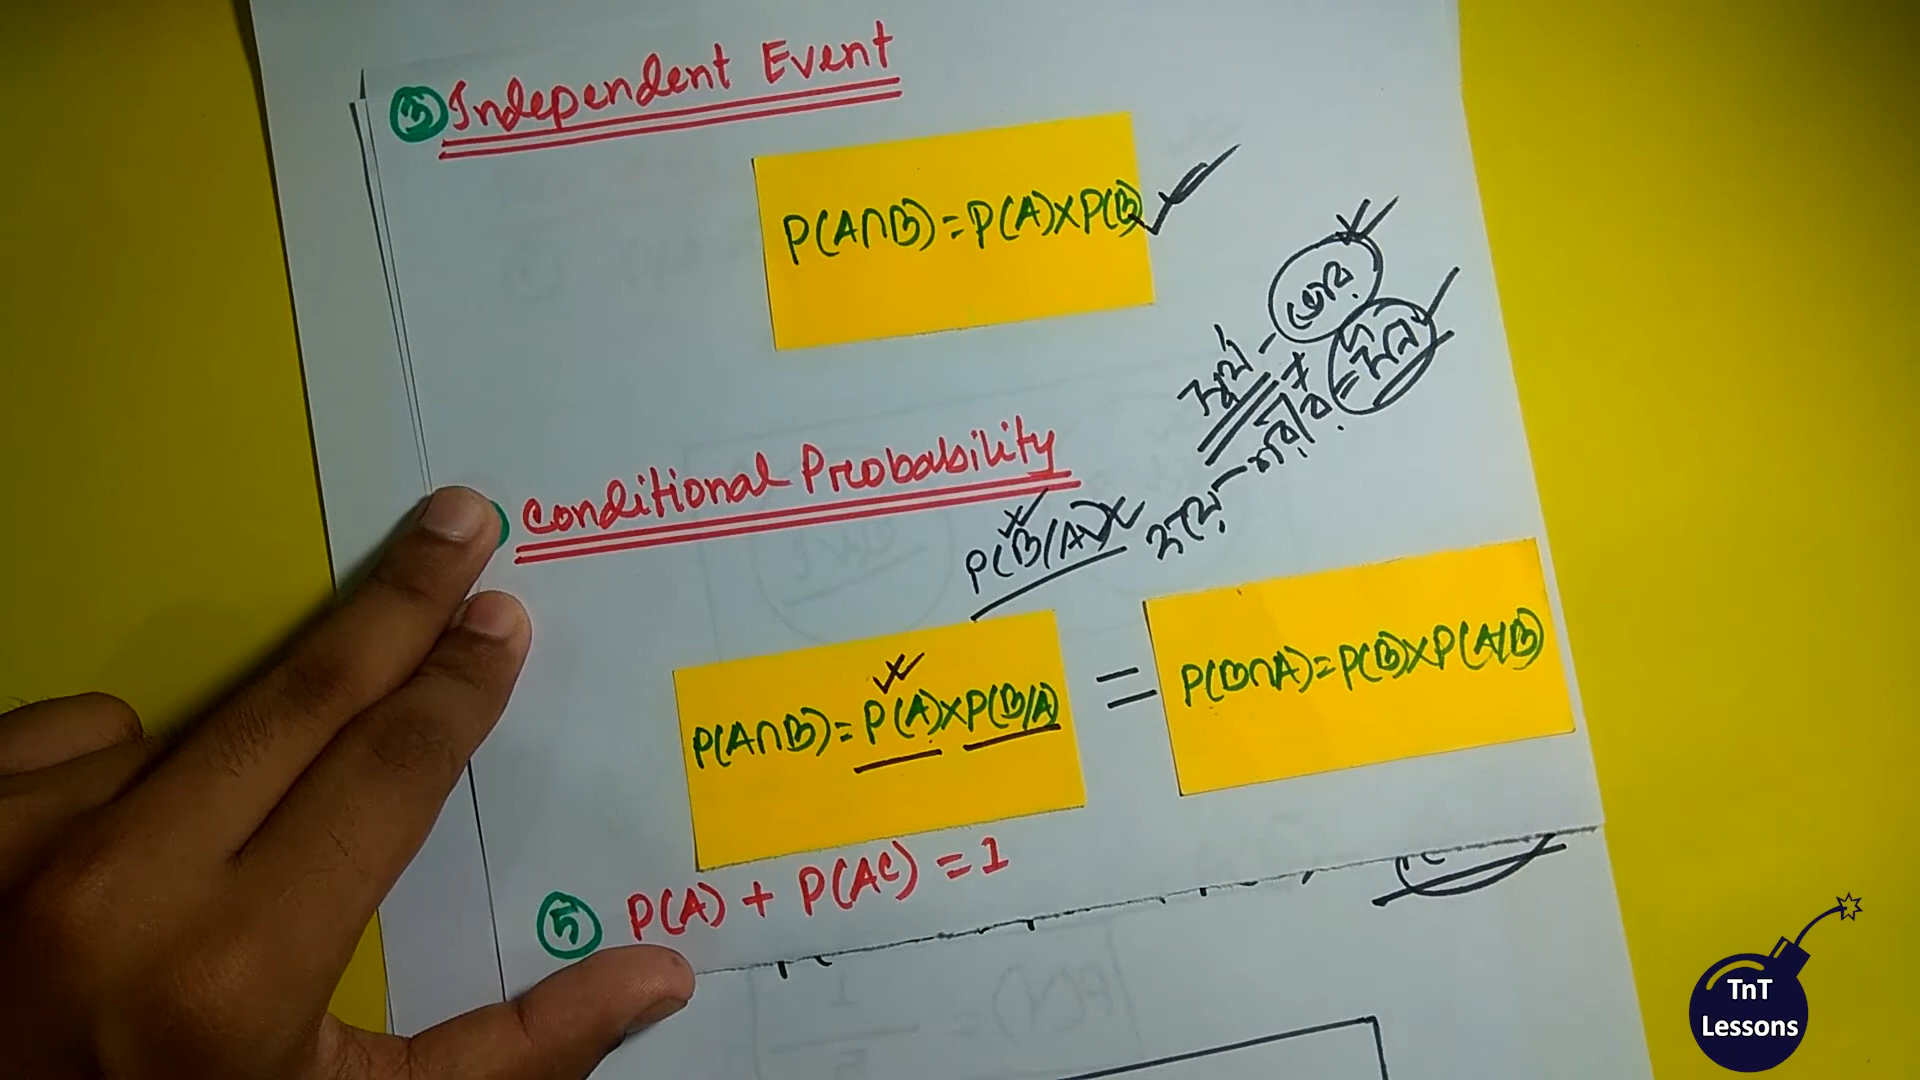 3 Independent Event
P(A∩B)=P(A)×P(B)
সূর্য - ভোর
Conditional Probability
P(B/A)
P(A∩B)=P(A)×P(B/A) = P(B∩A)=P(B)×P(A/B)
5 P(A) + P(AC) = 1
TnT
Lessons